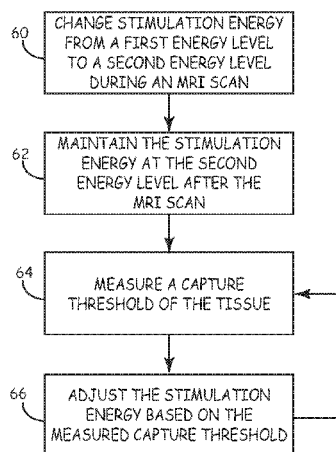 60
CHANGE STIMULATION ENERGY
FROM A FIRST ENERGY LEVEL
TO A SECOND ENERGY LEVEL
DURING AN MRI SCAN
62
MAINTAIN THE STIMULATION
ENERGY AT THE SECOND
ENERGY LEVEL AFTER THE
MRI SCAN
64
MEASURE A CAPTURE
THRESHOLD OF THE TISSUE
66
ADJUST THE STIMULATION
ENERGY BASED ON THE
MEASURED CAPTURE THRESHOLD